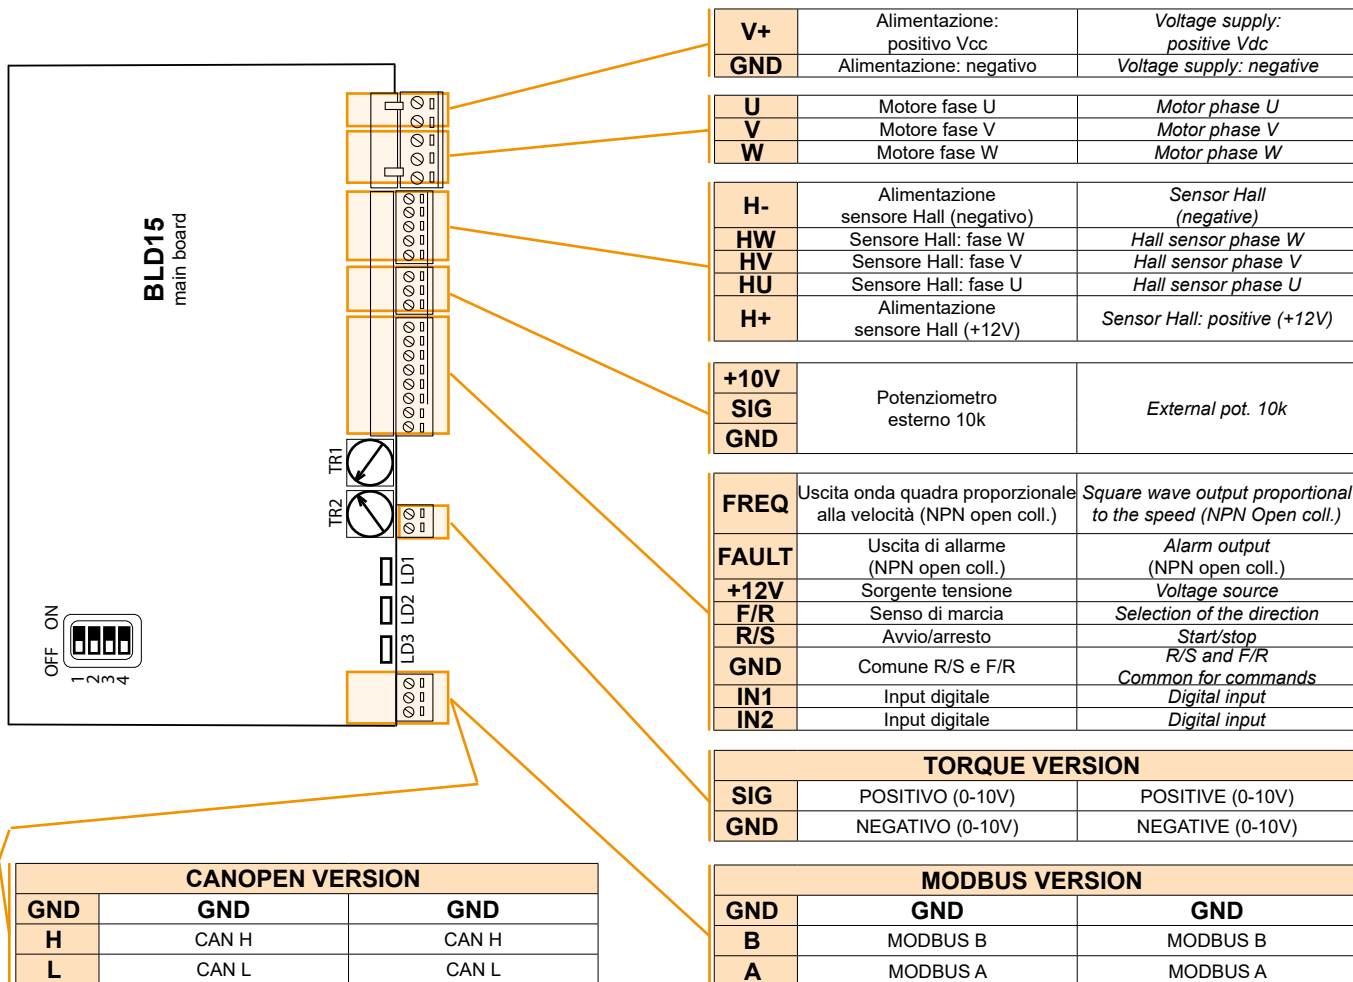 BLD15
main board
TR1
TR2
LD1
LD2
LD3
OFF ON
1
2
3
4
V+ Alimentazione: positivo Vcc Voltage supply: positive Vdc
GND Alimentazione: negativo Voltage supply: negative
U Motore fase U Motor phase U
V Motore fase V Motor phase V
W Motore fase W Motor phase W
H- Alimentazione sensore Hall (negativo) Sensor Hall (negative)
HW Sensore Hall: fase W Hall sensor phase W
HV Sensore Hall: fase V Hall sensor phase V
HU Sensore Hall: fase U Hall sensor phase U
H+ Alimentazione sensore Hall (+12V) Sensor Hall: positive (+12V)
+10V
SIG Potenziometro esterno 10k External pot. 10k
GND
FREQ Uscita onda quadra proporzionale alla velocità (NPN open coll.) Square wave output proportional to the speed (NPN Open coll.)
FAULT Uscita di allarme (NPN open coll.) Alarm output (NPN open coll.)
+12V Sorgente tensione Voltage source
F/R Senso di marcia Selection of the direction
R/S Avvio/arresto Start/stop
GND Comune R/S e F/R R/S and F/R Common for commands
IN1 Input digitale Digital input
IN2 Input digitale Digital input
TORQUE VERSION
SIG POSITIVO (0-10V) POSITIVE (0-10V)
GND NEGATIVO (0-10V) NEGATIVE (0-10V)
CANOPEN VERSION
GND GND GND
H CAN H CAN H
L CAN L CAN L
MODBUS VERSION
GND GND GND
B MODBUS B MODBUS B
A MODBUS A MODBUS A